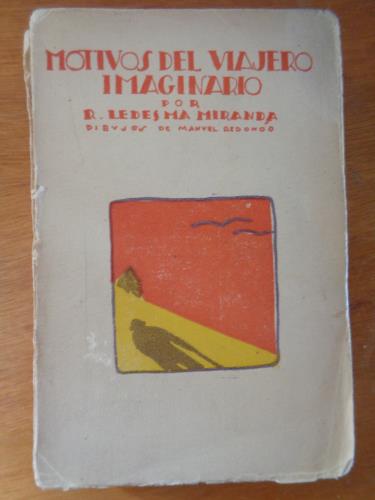 MOTIVOS DEL VIAJERO
IMAGINARIO
POR
R. LEDESMA MIRANDA
DIBUJOS DE MANUEL REDONDO